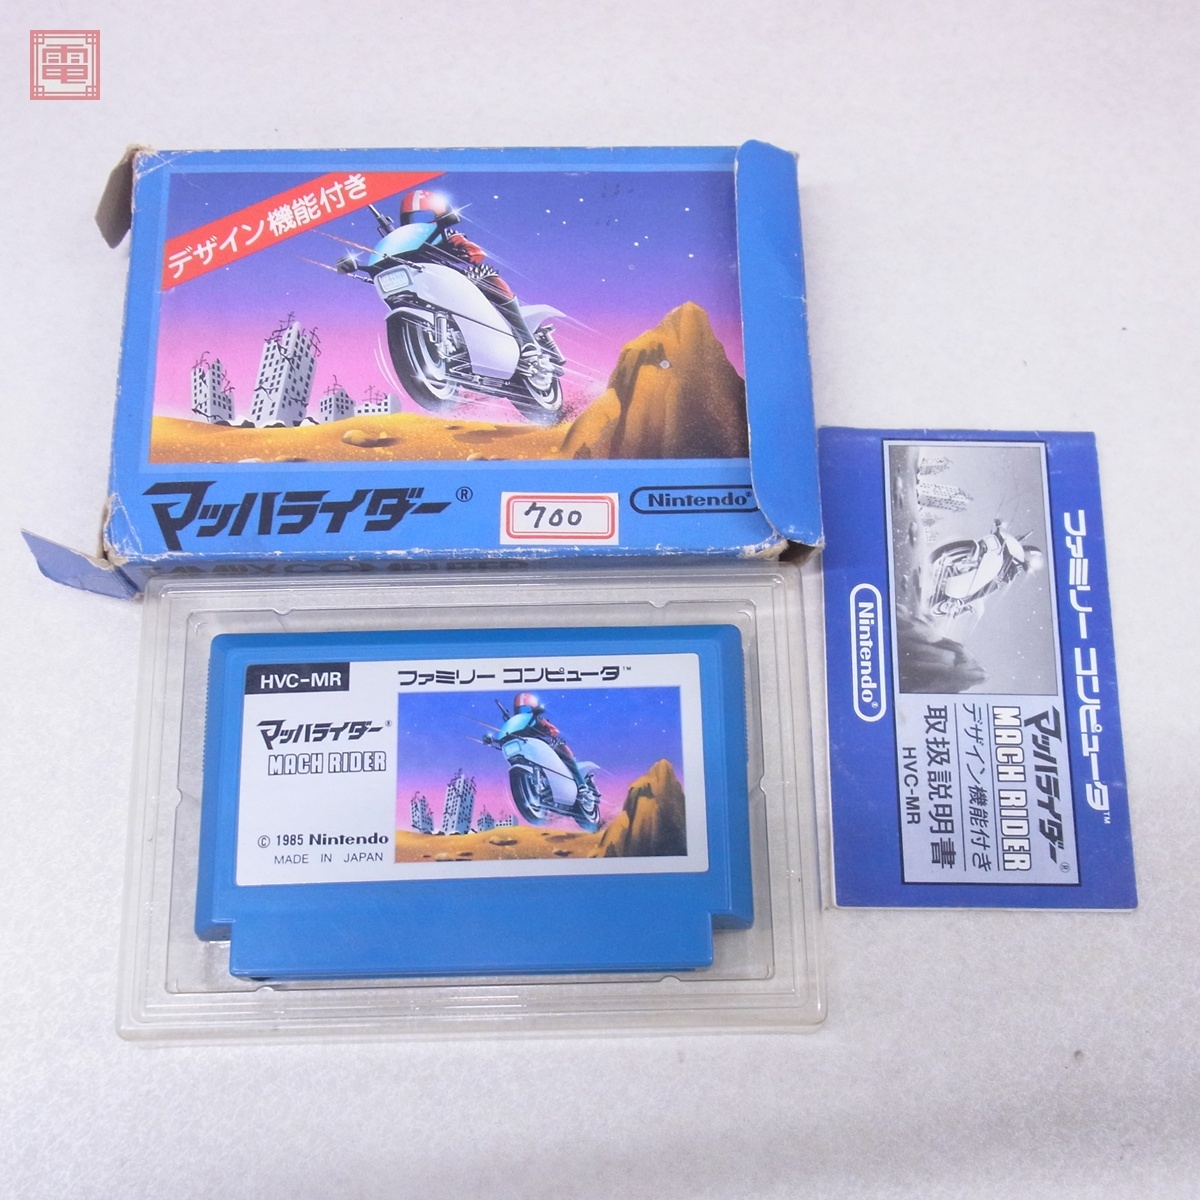 電
デザイン機能付き
マッハライダー®
700
Nintendo®
HVC-MR
ファミリー コンピュータ™
マッハライダー®
MACH RIDER
© 1985 Nintendo
MADE IN JAPAN
ファミリー コンピュータ™
マッハライダー®
MACH RIDER
デザイン機能付き
取扱説明書
HVC-MR
Nintendo®